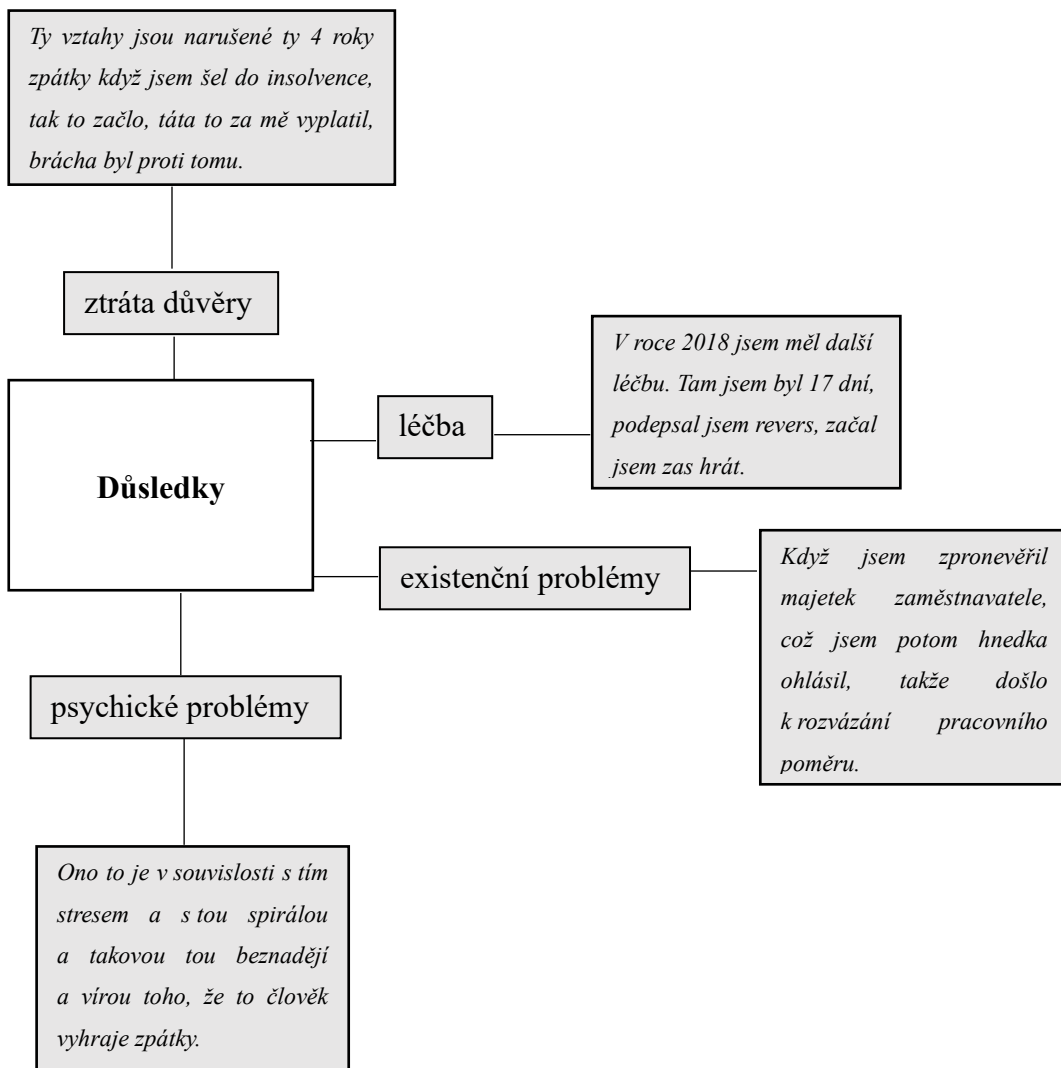 Ty vztahy jsou narušené ty 4 roky
zpátky když jsem šel do insolvence,
tak to začlo, táta to za mě vyplatil,
brácha byl proti tomu.
ztráta důvěry
V roce 2018 jsem měl další
léčbu. Tam jsem byl 17 dní,
podepsal jsem revers, začal
jsem zas hrát.
léčba
Důsledky
existenční problémy
Když jsem zpronevěřil
majetek zaměstnavatele,
což jsem potom hnedka
ohlásil, takže došlo
k rozvázání pracovního
poměru.
psychické problémy
Ono to je v souvislosti s tím
stresem a s tou spirálou
a takovou tou beznadějí
a vírou toho, že to člověk
vyhraje zpátky.